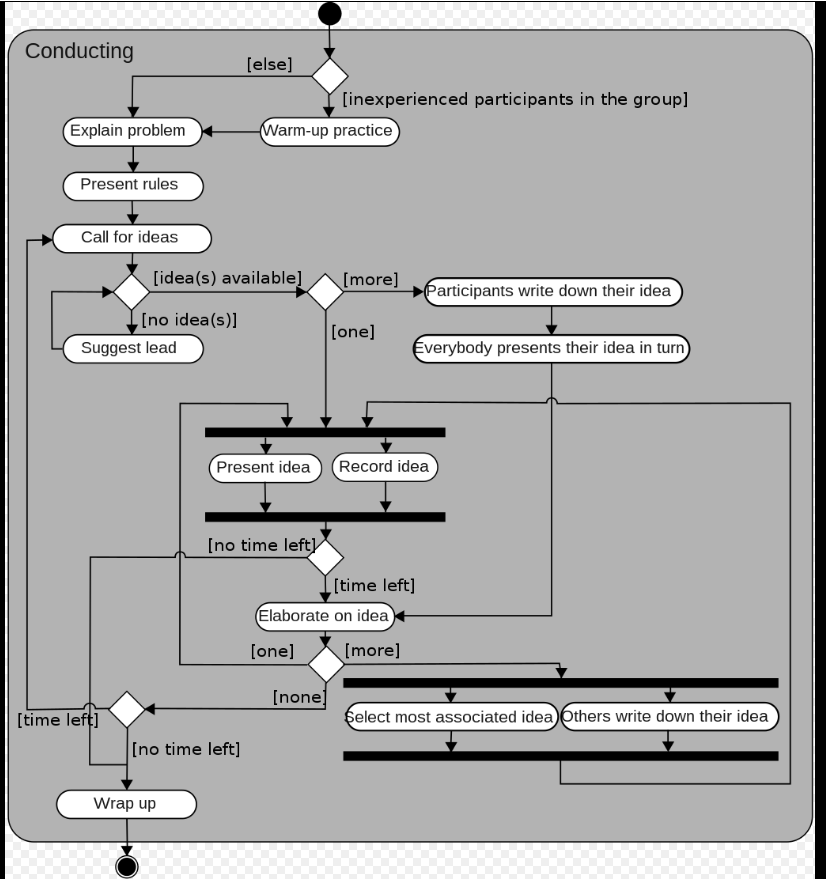 Conducting
[else]
[inexperienced participants in the group]
Explain problem
Warm-up practice
Present rules
Call for ideas
[idea(s) available]
[more]
Participants write down their idea
[no idea(s)]
[one]
Suggest lead
Everybody presents their idea in turn
Present idea
Record idea
[no time left]
[time left]
Elaborate on idea
[one]
[more]
[none]
Select most associated idea
Others write down their idea
[time left]
[no time left]
Wrap up